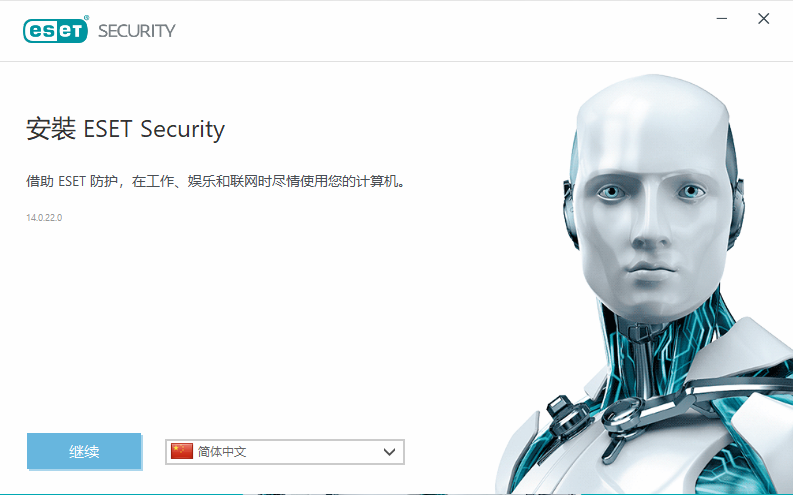 eset® SECURITY
安裝 ESET Security
借助 ESET 防护，在工作、娱乐和联网时尽情使用您的计算机。
14.0.22.0
继续
简体中文